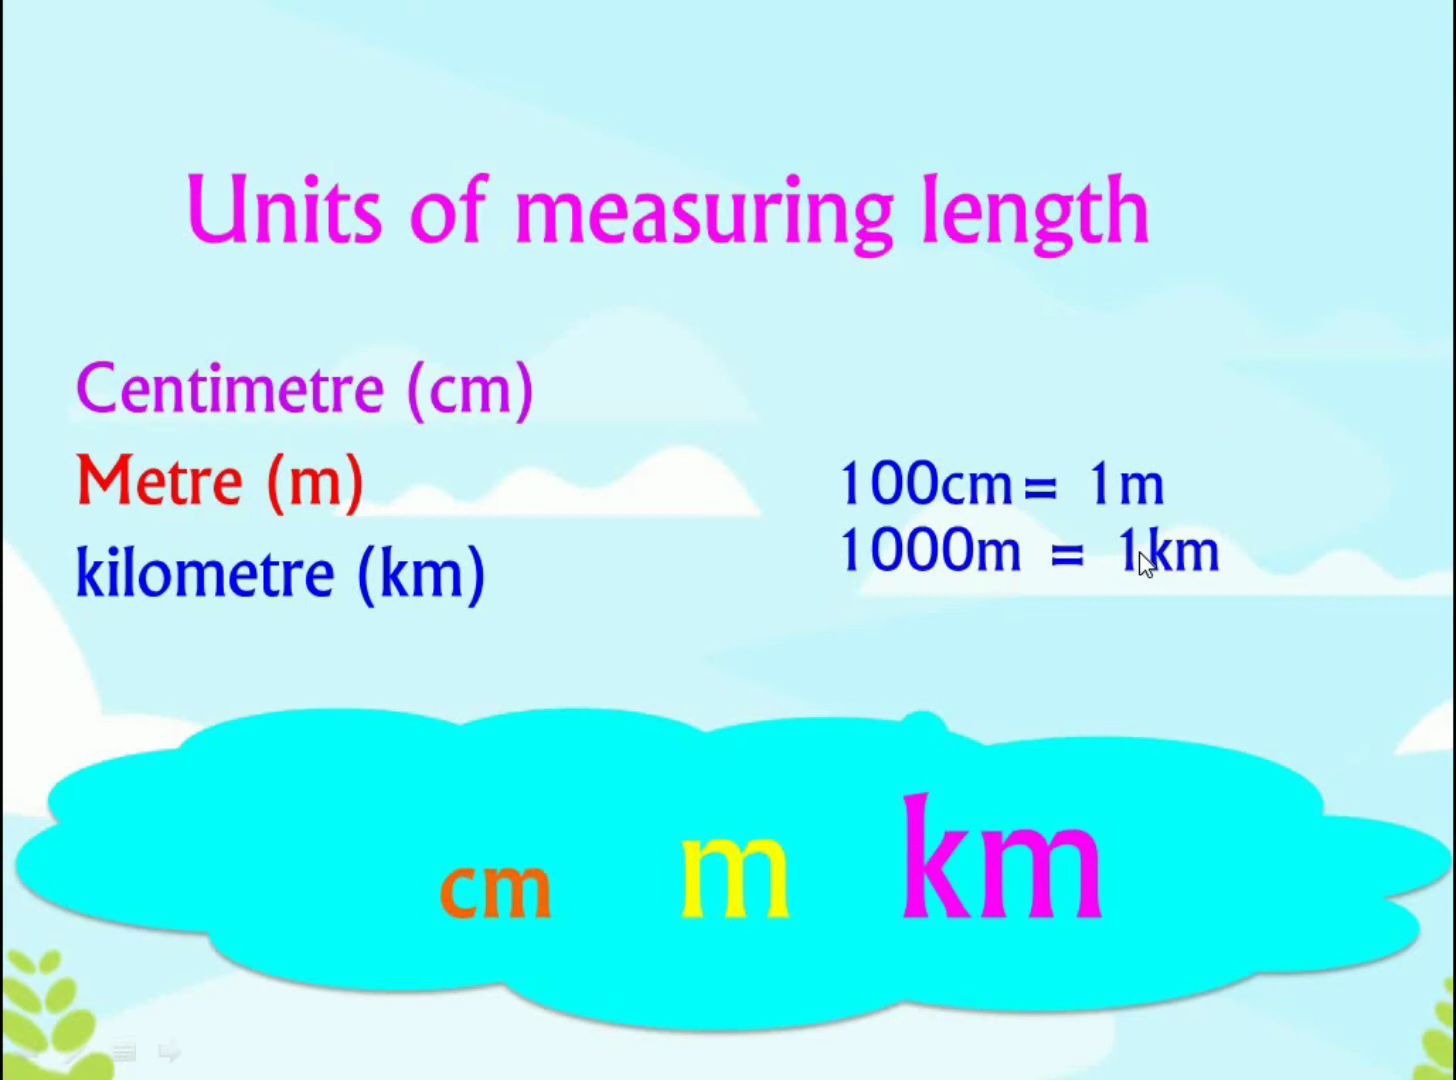 Units of measuring length
Centimetre (cm)
Metre (m)
kilometre (km)
100cm = 1m
1000m = 1km
cm m km